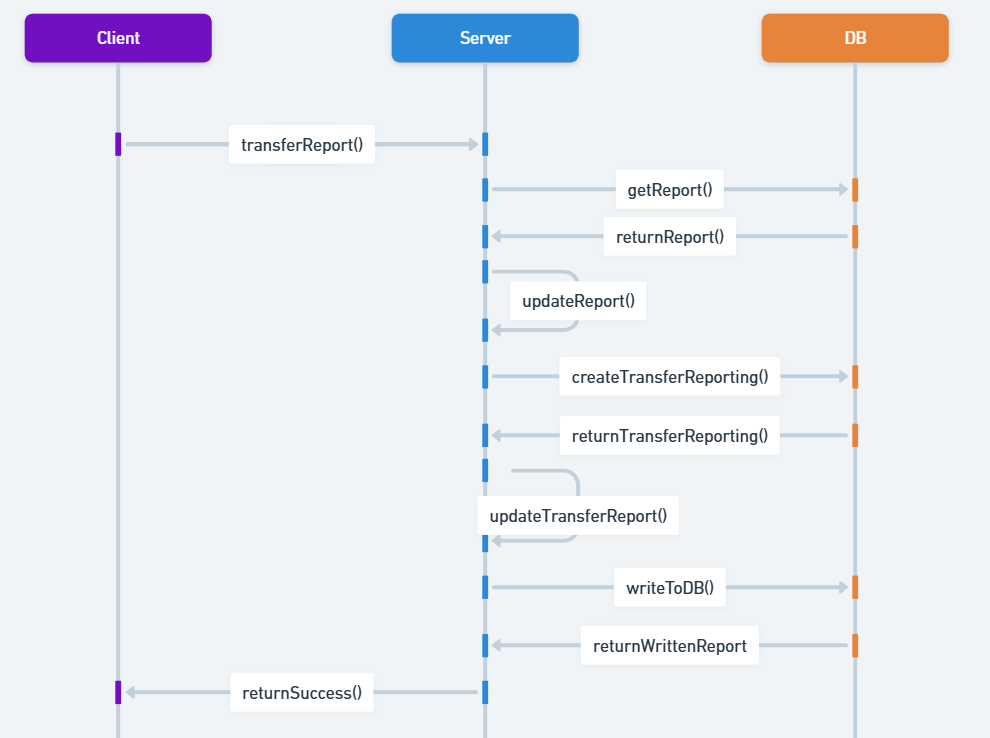 Client
Server
DB
transferReport()
getReport()
returnReport()
updateReport()
createTransferReporting()
returnTransferReporting()
updateTransferReport()
writeToDB()
returnWrittenReport
returnSuccess()